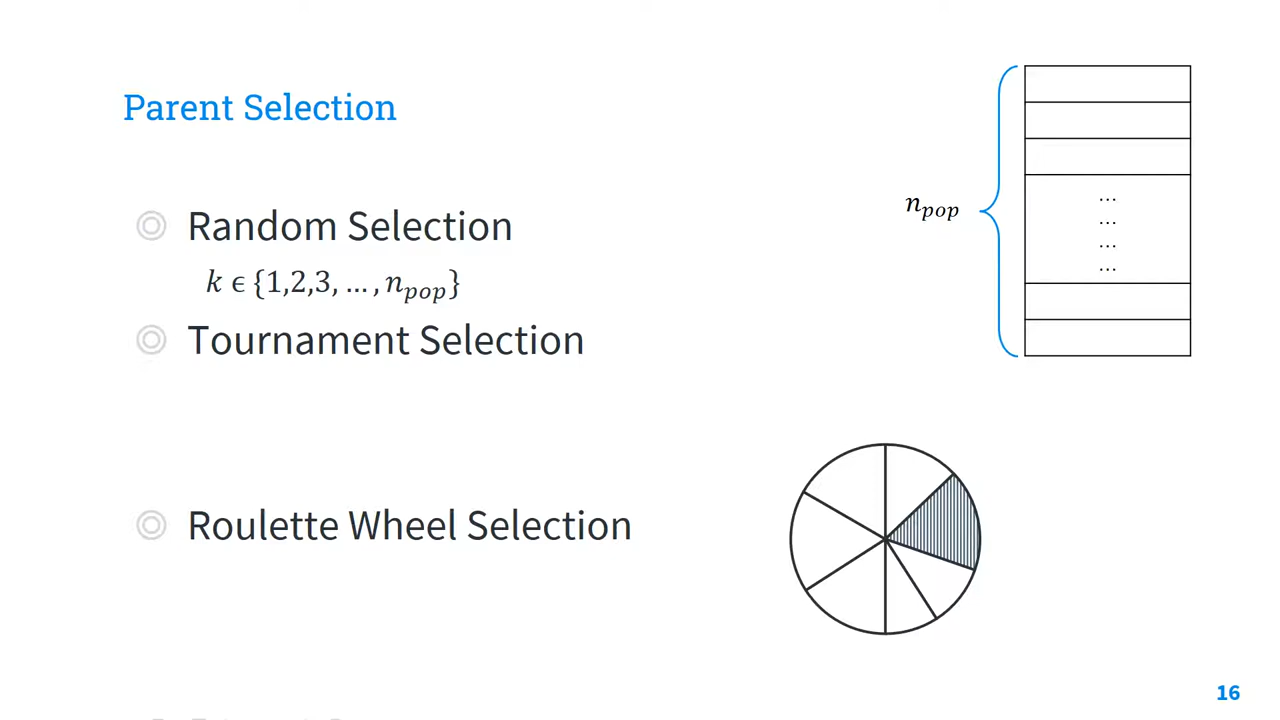 Parent Selection
Random Selection
k ϵ {1,2,3, … , n_pop}
Tournament Selection
Roulette Wheel Selection
n_pop
…
…
…
…
16